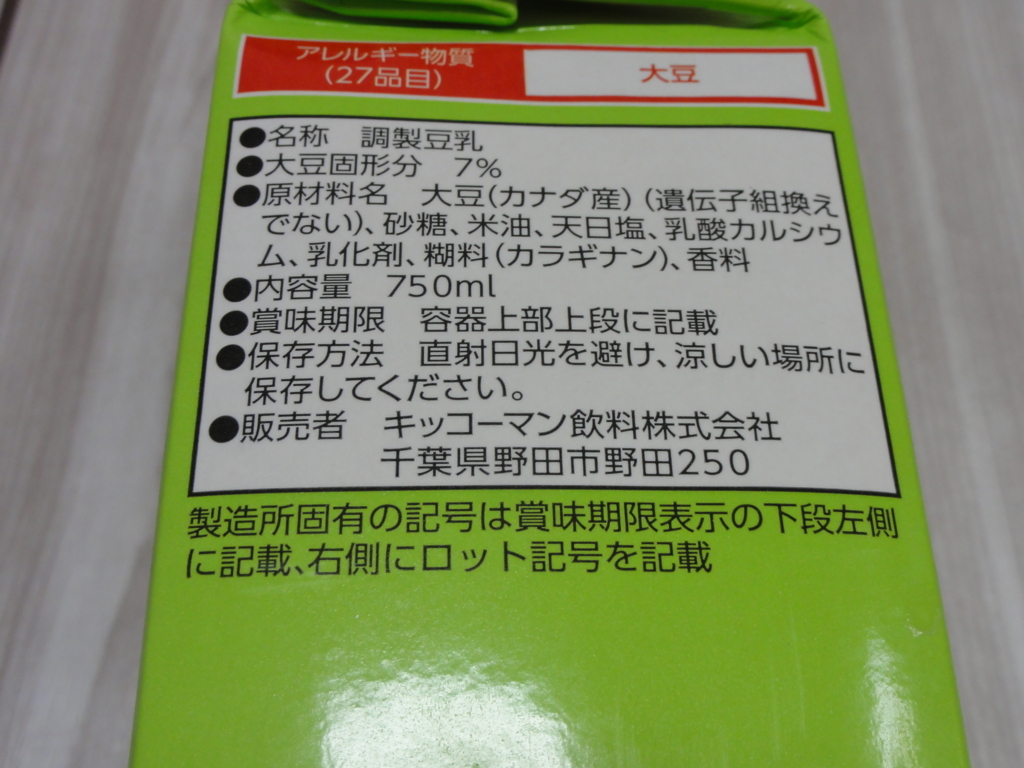 アレルギー物質
(27品目)
大豆
●名称　調製豆乳
●大豆固形分　7%
●原材料名　大豆(カナダ産)(遺伝子組換え
でない)、砂糖、米油、天日塩、乳酸カルシウ
ム、乳化剤、糊料(カラギナン)、香料
●内容量　750ml
●賞味期限　容器上部上段に記載
●保存方法　直射日光を避け、涼しい場所に
保存してください。
●販売者　キッコーマン飲料株式会社
千葉県野田市野田250
製造所固有の記号は賞味期限表示の下段左側
に記載、右側にロット記号を記載